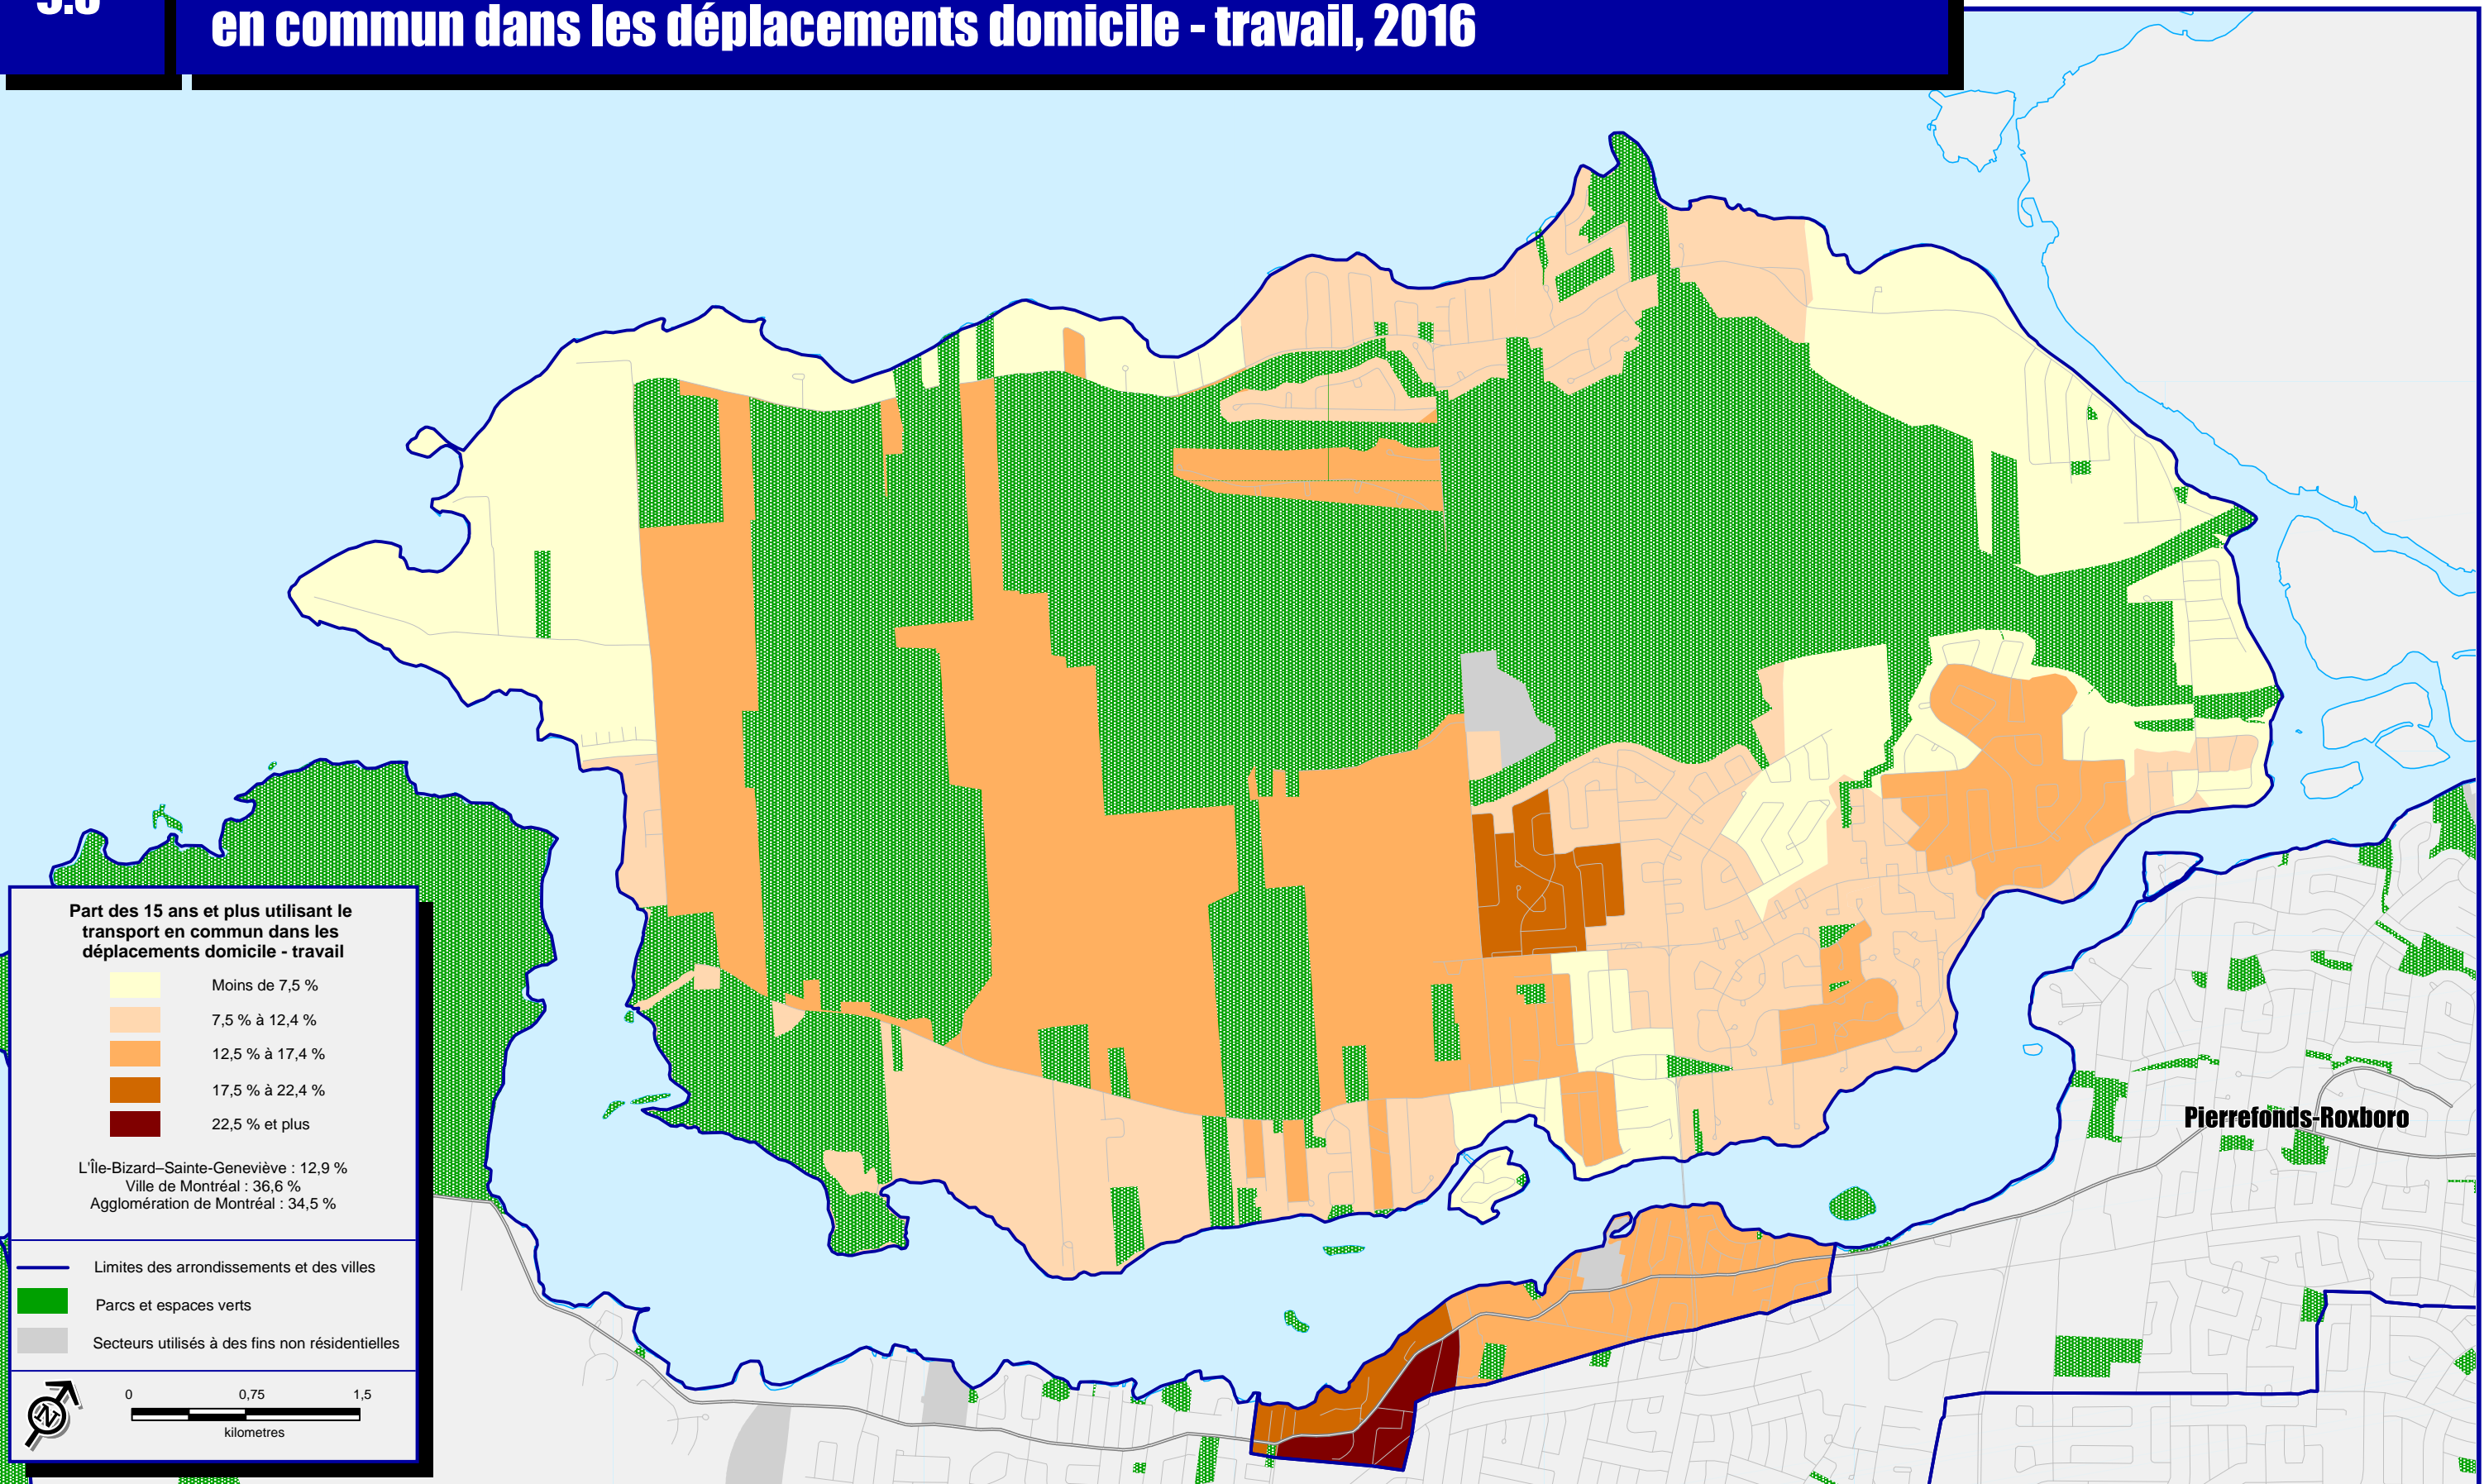 en commun dans les déplacements domicile - travail, 2016
Pierrefonds-Roxboro
Part des 15 ans et plus utilisant le
transport en commun dans les
déplacements domicile - travail
Moins de 7,5 %
7,5 % à 12,4 %
12,5 % à 17,4 %
17,5 % à 22,4 %
22,5 % et plus
L'Île-Bizard–Sainte-Geneviève : 12,9 %
Ville de Montréal : 36,6 %
Agglomération de Montréal : 34,5 %
Limites des arrondissements et des villes
Parcs et espaces verts
Secteurs utilisés à des fins non résidentielles
N
0 0,75 1,5
kilometres